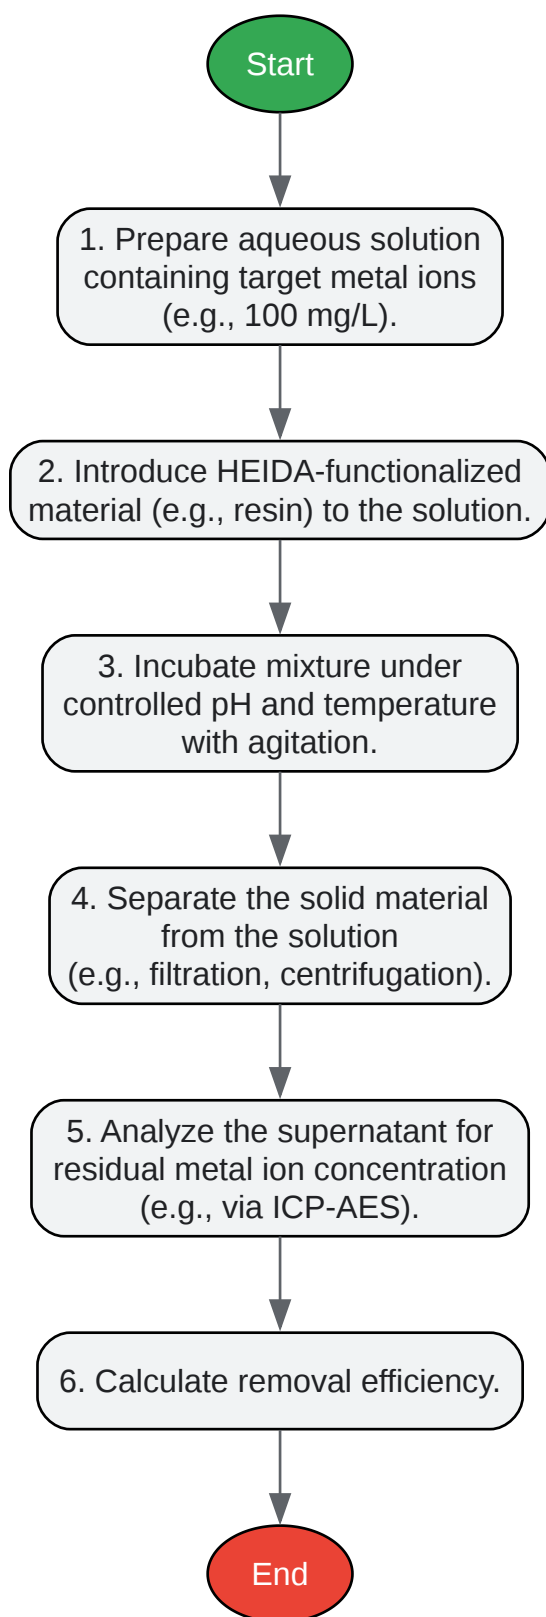 Start
1. Prepare aqueous solution
containing target metal ions
(e.g., 100 mg/L).
2. Introduce HEIDA-functionalized
material (e.g., resin) to the solution.
3. Incubate mixture under
controlled pH and temperature
with agitation.
4. Separate the solid material
from the solution
(e.g., filtration, centrifugation).
5. Analyze the supernatant for
residual metal ion concentration
(e.g., via ICP-AES).
6. Calculate removal efficiency.
End